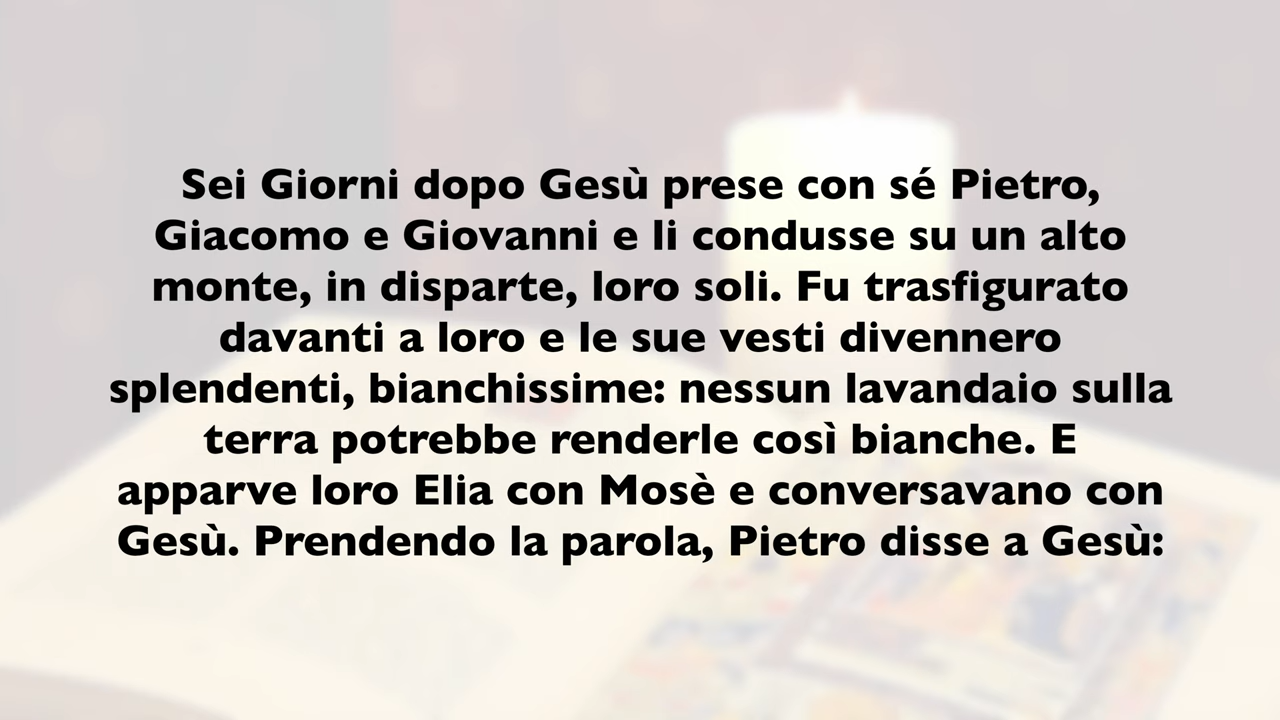 Sei Giorni dopo Gesù prese con sé Pietro,
Giacomo e Giovanni e li condusse su un alto
monte, in disparte, loro soli. Fu trasfigurato
davanti a loro e le sue vesti divennero
splendenti, bianchissime: nessun lavandaio sulla
terra potrebbe renderle così bianche. E
apparve loro Elia con Mosè e conversavano con
Gesù. Prendendo la parola, Pietro disse a Gesù: